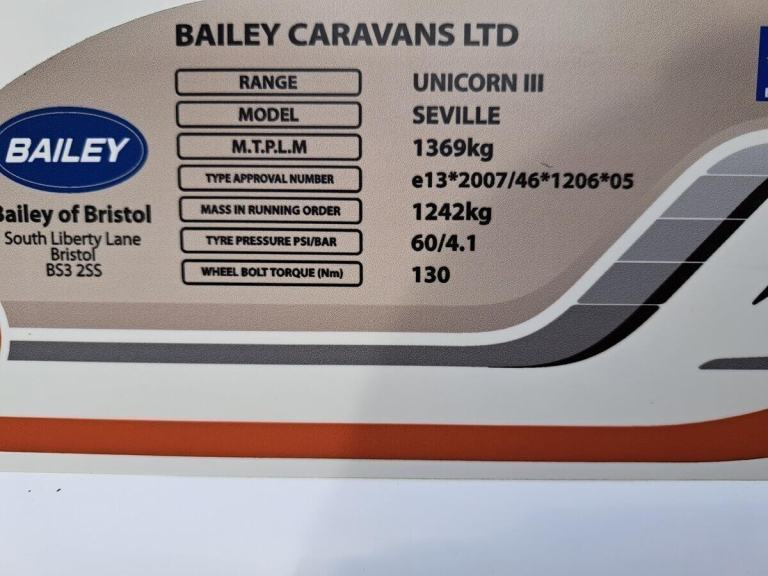 BAILEY CARAVANS LTD
RANGE UNICORN III
MODEL SEVILLE
M.T.P.L.M 1369kg
TYPE APPROVAL NUMBER e13*2007/46*1206*05
MASS IN RUNNING ORDER 1242kg
TYRE PRESSURE PSI/BAR 60/4.1
WHEEL BOLT TORQUE (Nm) 130
BAILEY
Bailey of Bristol
South Liberty Lane
Bristol
BS3 2SS